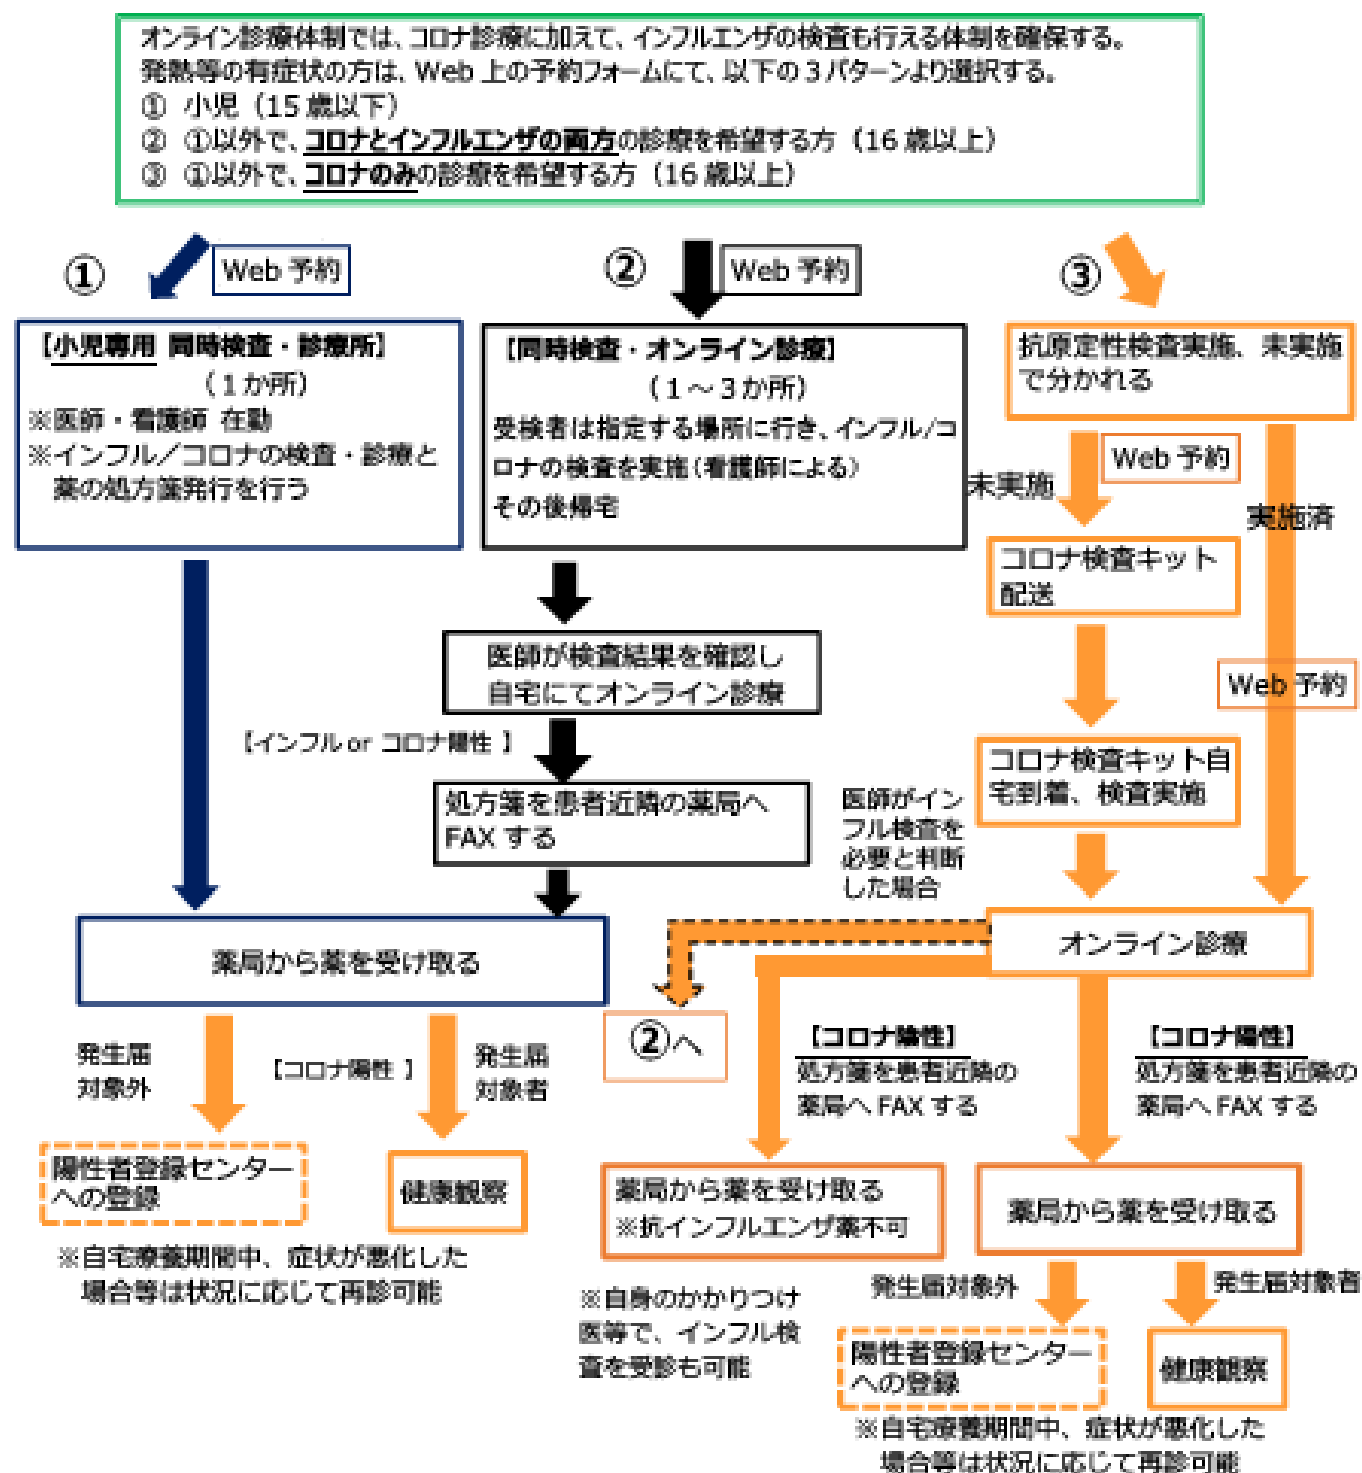 オンライン診療体制では、コロナ診療に加えて、インフルエンザの検査も行える体制を確保する。
発熱等の有症状の方は、Web 上の予約フォームにて、以下の3パターンより選択する。
① 小児（15 歳以下）
② ①以外で、コロナとインフルエンザの両方の診療を希望する方（16 歳以上）
③ ①以外で、コロナのみの診療を希望する方（16 歳以上）
①
Web 予約
【小児専用 同時検査・診療所】
（１か所）
※医師・看護師 在勤
※インフル／コロナの検査・診療と
薬の処方箋発行を行う
②
Web 予約
【同時検査・オンライン診療】
（１～３か所）
受検者は指定する場所に行き、インフル/コ
ロナの検査を実施（看護師による）
その後帰宅
医師が検査結果を確認し
自宅にてオンライン診療
【インフル or コロナ陽性 】
処方箋を患者近隣の薬局へ
FAX する
薬局から薬を受け取る
発生届
対象外
【コロナ陽性 】
発生届
対象者
陽性者登録センター
への登録
健康観察
※自宅療養期間中、症状が悪化した
場合等は状況に応じて再診可能
③
抗原定性検査実施、未実施
で分かれる
未実施
Web 予約
実施済
コロナ検査キット
配送
Web 予約
コロナ検査キット自
宅到着、検査実施
医師がイン
フル検査を
必要と判断
した場合
オンライン診療
②へ
【コロナ陰性】
処方箋を患者近隣の
薬局へ FAX する
【コロナ陽性】
処方箋を患者近隣の
薬局へ FAX する
薬局から薬を受け取る
※抗インフルエンザ薬不可
薬局から薬を受け取る
※自身のかかりつけ
医等で、インフル検
査を受診も可能
発生届対象外
発生届対象者
陽性者登録センター
への登録
健康観察
※自宅療養期間中、症状が悪化した
場合等は状況に応じて再診可能